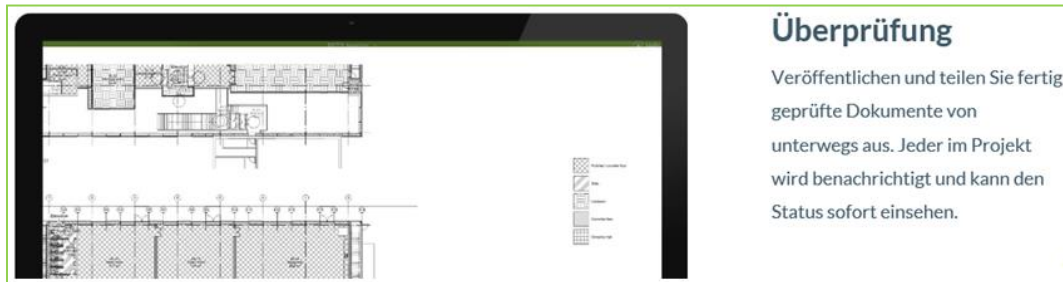 Überprüfung
Veröffentlichen und teilen Sie fertig
geprüfte Dokumente von
unterwegs aus. Jeder im Projekt
wird benachrichtigt und kann den
Status sofort einsehen.